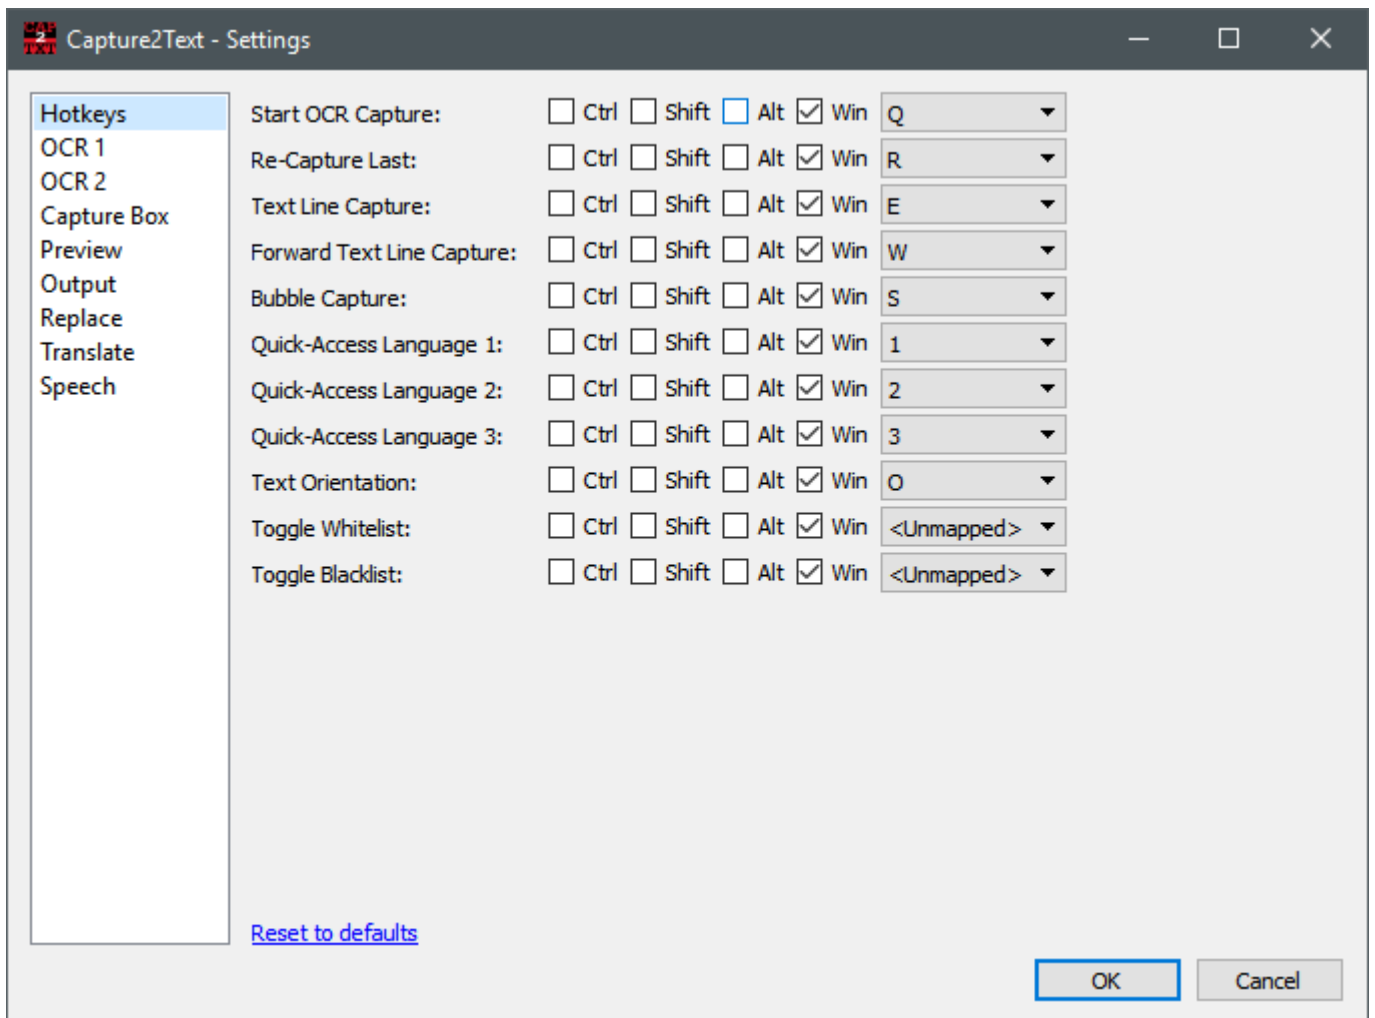 CAP
2
TXT
Capture2Text - Settings
Hotkeys
OCR 1
OCR 2
Capture Box
Preview
Output
Replace
Translate
Speech
Start OCR Capture: Ctrl Shift Alt Win Q
Re-Capture Last: Ctrl Shift Alt Win R
Text Line Capture: Ctrl Shift Alt Win E
Forward Text Line Capture: Ctrl Shift Alt Win W
Bubble Capture: Ctrl Shift Alt Win S
Quick-Access Language 1: Ctrl Shift Alt Win 1
Quick-Access Language 2: Ctrl Shift Alt Win 2
Quick-Access Language 3: Ctrl Shift Alt Win 3
Text Orientation: Ctrl Shift Alt Win O
Toggle Whitelist: Ctrl Shift Alt Win <Unmapped>
Toggle Blacklist: Ctrl Shift Alt Win <Unmapped>
Reset to defaults
OK Cancel